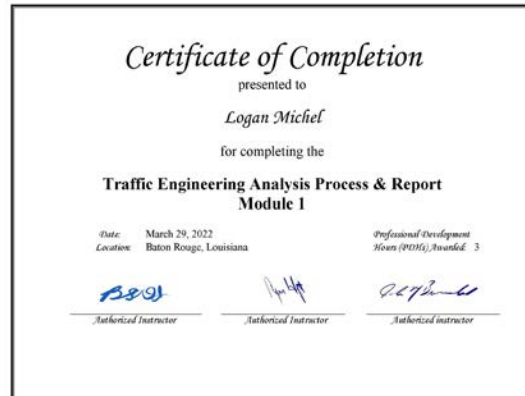 Certificate of Completion
presented to
Logan Michel
for completing the
Traffic Engineering Analysis Process & Report
Module 1
Date: March 29, 2022
Location: Baton Rouge, Louisiana
Professional Development
Hours (PDHs) Awarded: 3
Authorized Instructor
Authorized Instructor
Authorized instructor